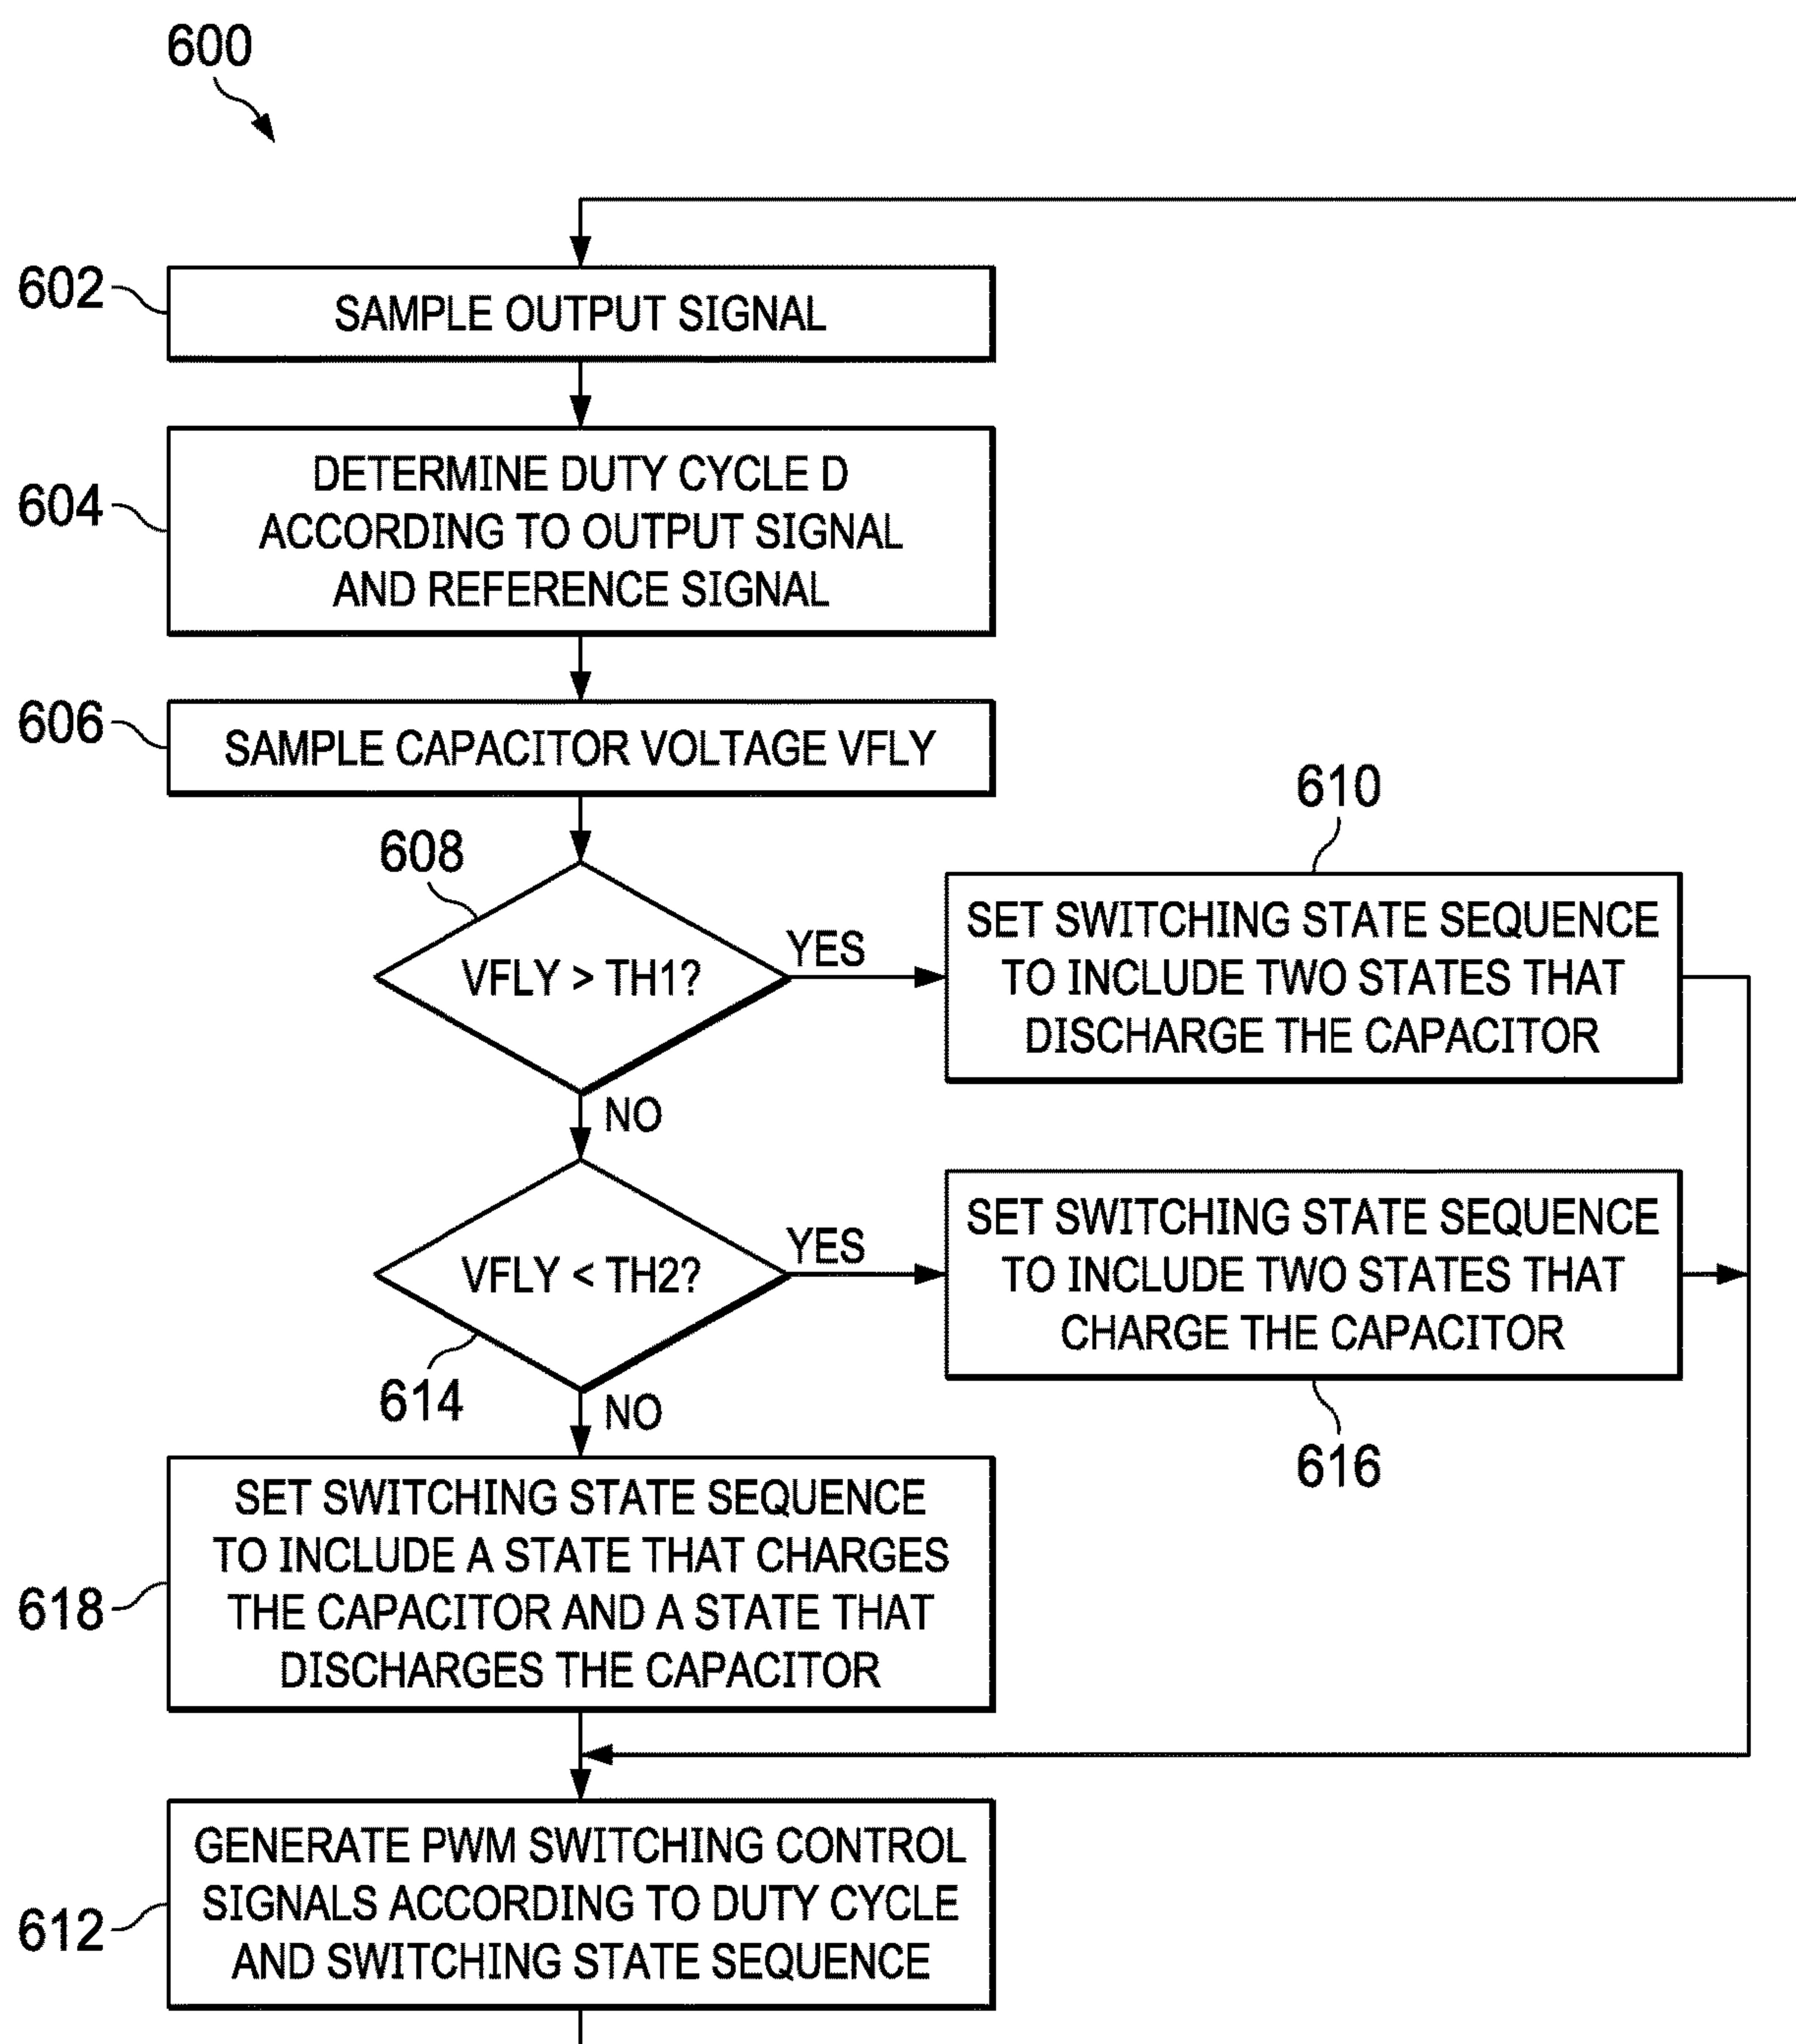 600
602
SAMPLE OUTPUT SIGNAL
604
DETERMINE DUTY CYCLE D
ACCORDING TO OUTPUT SIGNAL
AND REFERENCE SIGNAL
606
SAMPLE CAPACITOR VOLTAGE VFLY
608
VFLY > TH1?
YES
610
SET SWITCHING STATE SEQUENCE
TO INCLUDE TWO STATES THAT
DISCHARGE THE CAPACITOR
NO
614
VFLY < TH2?
YES
SET SWITCHING STATE SEQUENCE
TO INCLUDE TWO STATES THAT
CHARGE THE CAPACITOR
616
NO
618
SET SWITCHING STATE SEQUENCE
TO INCLUDE A STATE THAT CHARGES
THE CAPACITOR AND A STATE THAT
DISCHARGES THE CAPACITOR
612
GENERATE PWM SWITCHING CONTROL
SIGNALS ACCORDING TO DUTY CYCLE
AND SWITCHING STATE SEQUENCE